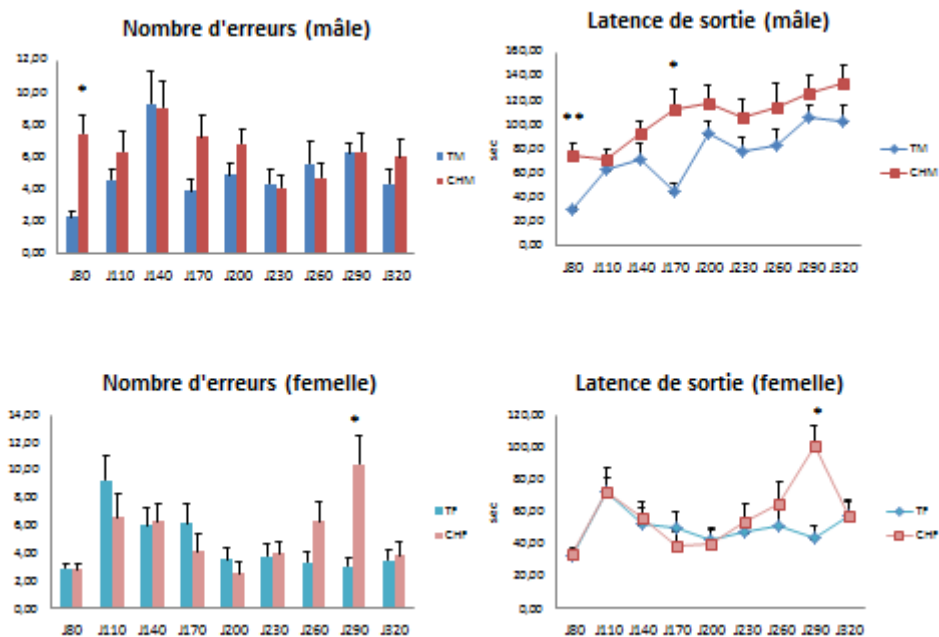 Nombre d'erreurs (mâle)
12,00
10,00
8,00
6,00
4,00
2,00
0,00
*
J80 J110 J140 J170 J200 J230 J260 J290 J320
TM
CHM
Latence de sortie (mâle)
160,00
140,00
120,00
100,00
80,00
60,00
40,00
20,00
0,00
sec
**
*
J80 J110 J140 J170 J200 J230 J260 J290 J320
TM
CHM
Nombre d'erreurs (femelle)
14,00
12,00
10,00
8,00
6,00
4,00
2,00
0,00
*
J80 J110 J140 J170 J200 J230 J260 J290 J320
TF
CHF
Latence de sortie (femelle)
120,00
100,00
80,00
60,00
40,00
20,00
0,00
sec
*
J80 J110 J140 J170 J200 J230 J260 J290 J320
TF
CHF